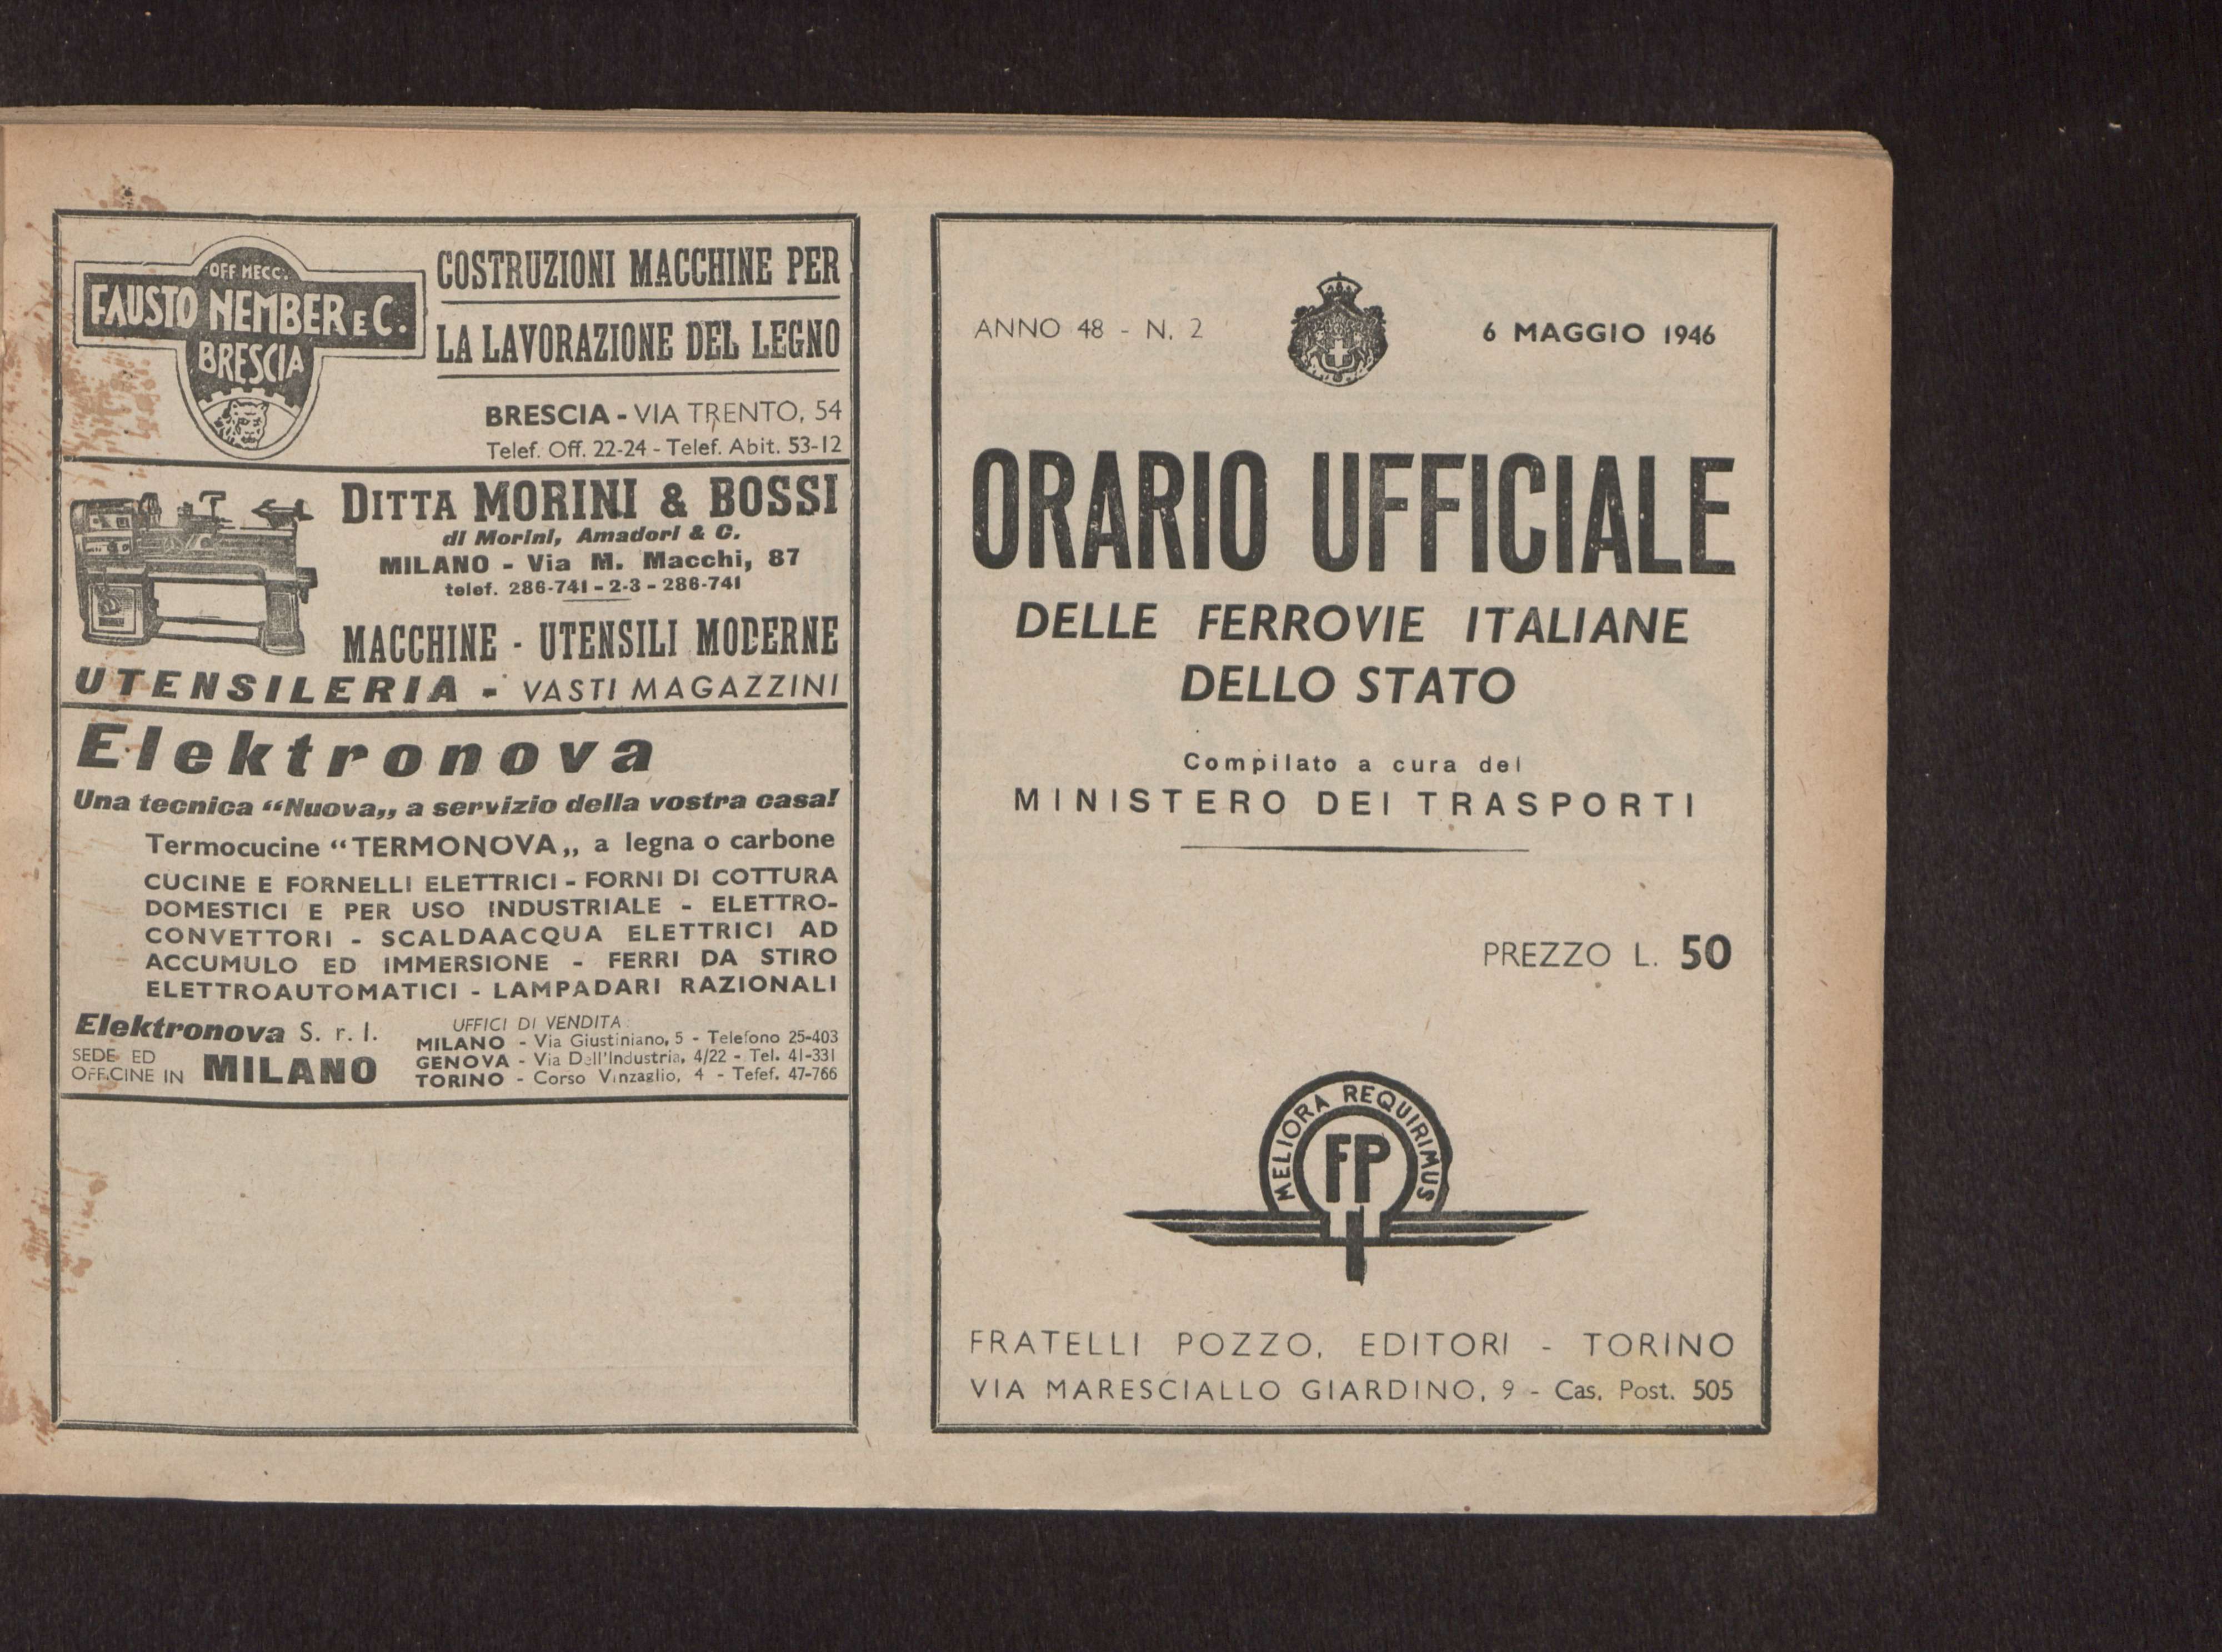 OFF MECC.
FAUSTO NEMBER E C.
BRESCIA
COSTRUZIONI MACCHINE PER
LA LAVORAZIONE DEL LEGNO
BRESCIA - VIA TRENTO, 54
Telef. Off. 22-24 - Telef. Abit. 53-12
DITTA MORINI & BOSSI
di Morini, Amadori & C.
MILANO - Via M. Macchi, 87
telef. 286-741 - 2-3 - 286-741
MACCHINE - UTENSILI MODERNE
UTENSILERIA - VASTI MAGAZZINI
Elektronova
Una tecnica “Nuova„ a servizio della vostra casa!
Termocucine “TERMONOVA„ a legna o carbone
CUCINE E FORNELLI ELETTRICI - FORNI DI COTTURA
DOMESTICI E PER USO INDUSTRIALE - ELETTRO-
CONVETTORI - SCALDAACQUA ELETTRICI AD
ACCUMULO ED IMMERSIONE - FERRI DA STIRO
ELETTROAUTOMATICI - LAMPADARI RAZIONALI
Elektronova S. r. l.
SEDE ED
OFFICINE IN MILANO
UFFICI DI VENDITA:
MILANO - Via Giustiniano, 5 - Telefono 25-403
GENOVA - Via Dell'Industria, 4/22 - Tel. 41-331
TORINO - Corso Vinzaglio, 4 - Tefef. 47-766
ANNO 48 - N. 2
6 MAGGIO 1946
ORARIO UFFICIALE
DELLE FERROVIE ITALIANE
DELLO STATO
Compilato a cura del
MINISTERO DEI TRASPORTI
PREZZO L. 50
MELIORA REQUIRIMUS
FP
FRATELLI POZZO, EDITORI - TORINO
VIA MARESCIALLO GIARDINO, 9 - Cas. Post. 505